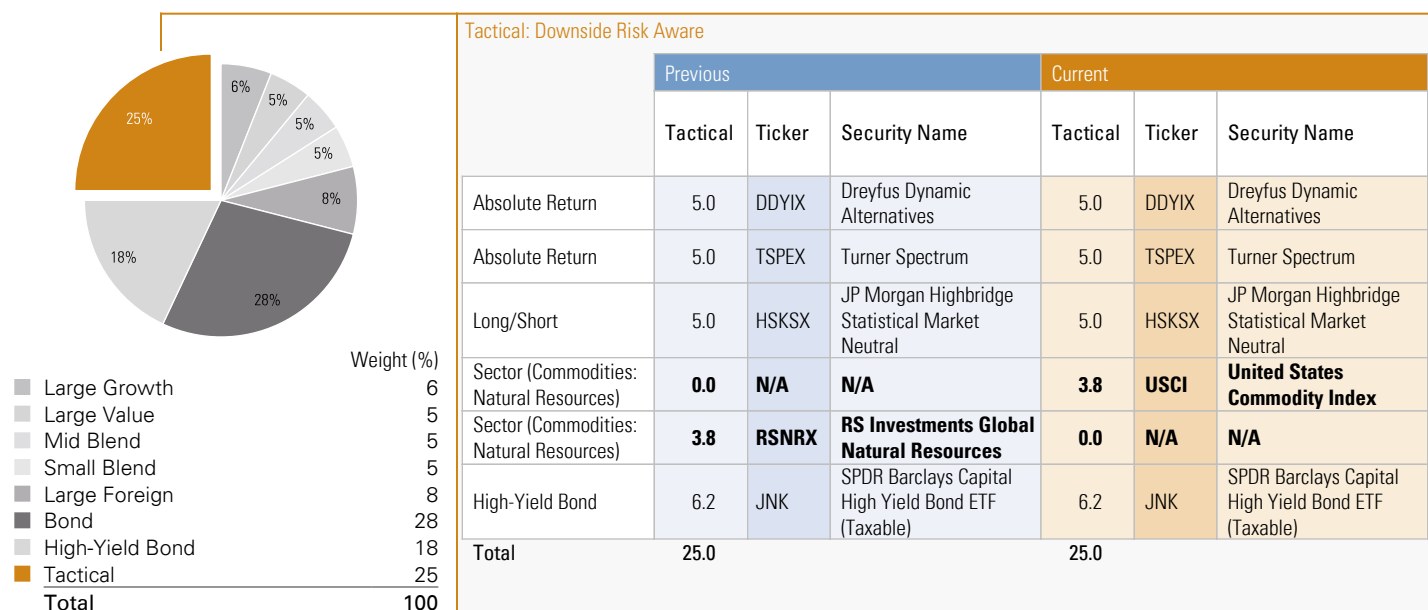 Tactical: Downside Risk Aware
Previous Current
Tactical Ticker Security Name Tactical Ticker Security Name
Absolute Return 5.0 DDYIX Dreyfus Dynamic Alternatives 5.0 DDYIX Dreyfus Dynamic Alternatives
Absolute Return 5.0 TSPEX Turner Spectrum 5.0 TSPEX Turner Spectrum
Long/Short 5.0 HSKSX JP Morgan Highbridge Statistical Market Neutral 5.0 HSKSX JP Morgan Highbridge Statistical Market Neutral
Sector (Commodities: Natural Resources) 0.0 N/A N/A 3.8 USCI United States Commodity Index
Sector (Commodities: Natural Resources) 3.8 RSNRX RS Investments Global Natural Resources 0.0 N/A N/A
High-Yield Bond 6.2 JNK SPDR Barclays Capital High Yield Bond ETF (Taxable) 6.2 JNK SPDR Barclays Capital High Yield Bond ETF (Taxable)
Total 25.0 25.0
6%
5%
5%
5%
8%
28%
18%
25%
Weight (%)
Large Growth 6
Large Value 5
Mid Blend 5
Small Blend 5
Large Foreign 8
Bond 28
High-Yield Bond 18
Tactical 25
Total 100